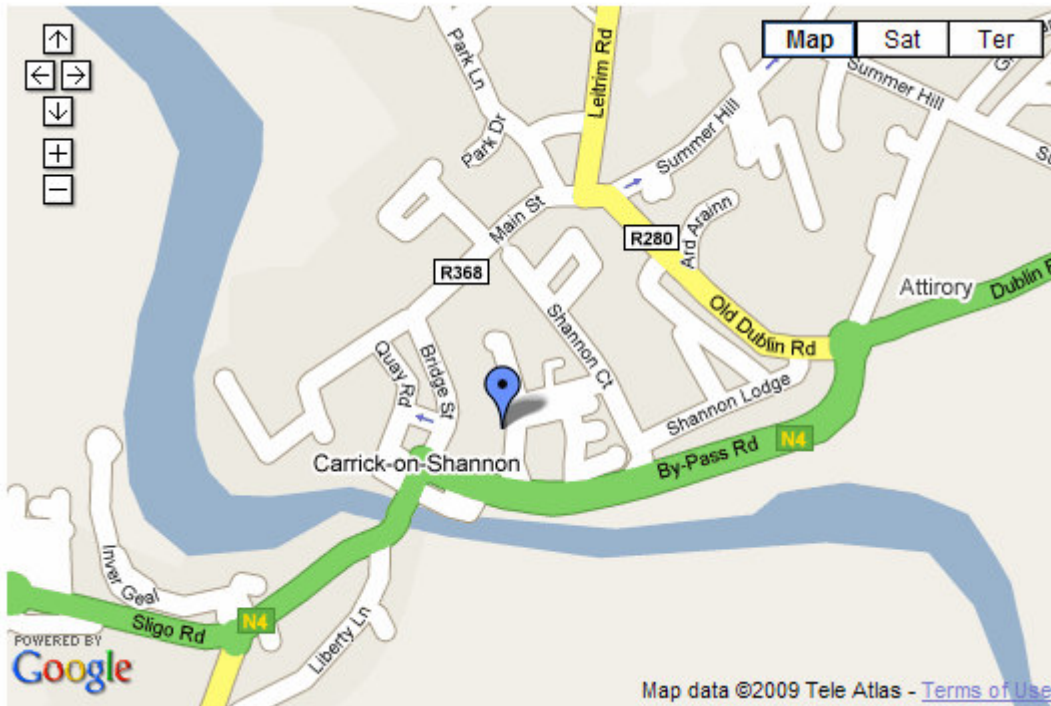 Map Sat Ter
Park Ln
Leitrim Rd
Summer Hill
Summer Hill
Park Dr
Main St
R280
Ard Arainn
R368
Attirory
Dublin
Old Dublin Rd
Shannon Ct
Quay Rd
Bridge St
Shannon Lodge
By-Pass Rd
N4
Carrick-on-Shannon
Inver Geal
Sligo Rd
N4
Liberty Ln
POWERED BY
Google
Map data ©2009 Tele Atlas - Terms of Use